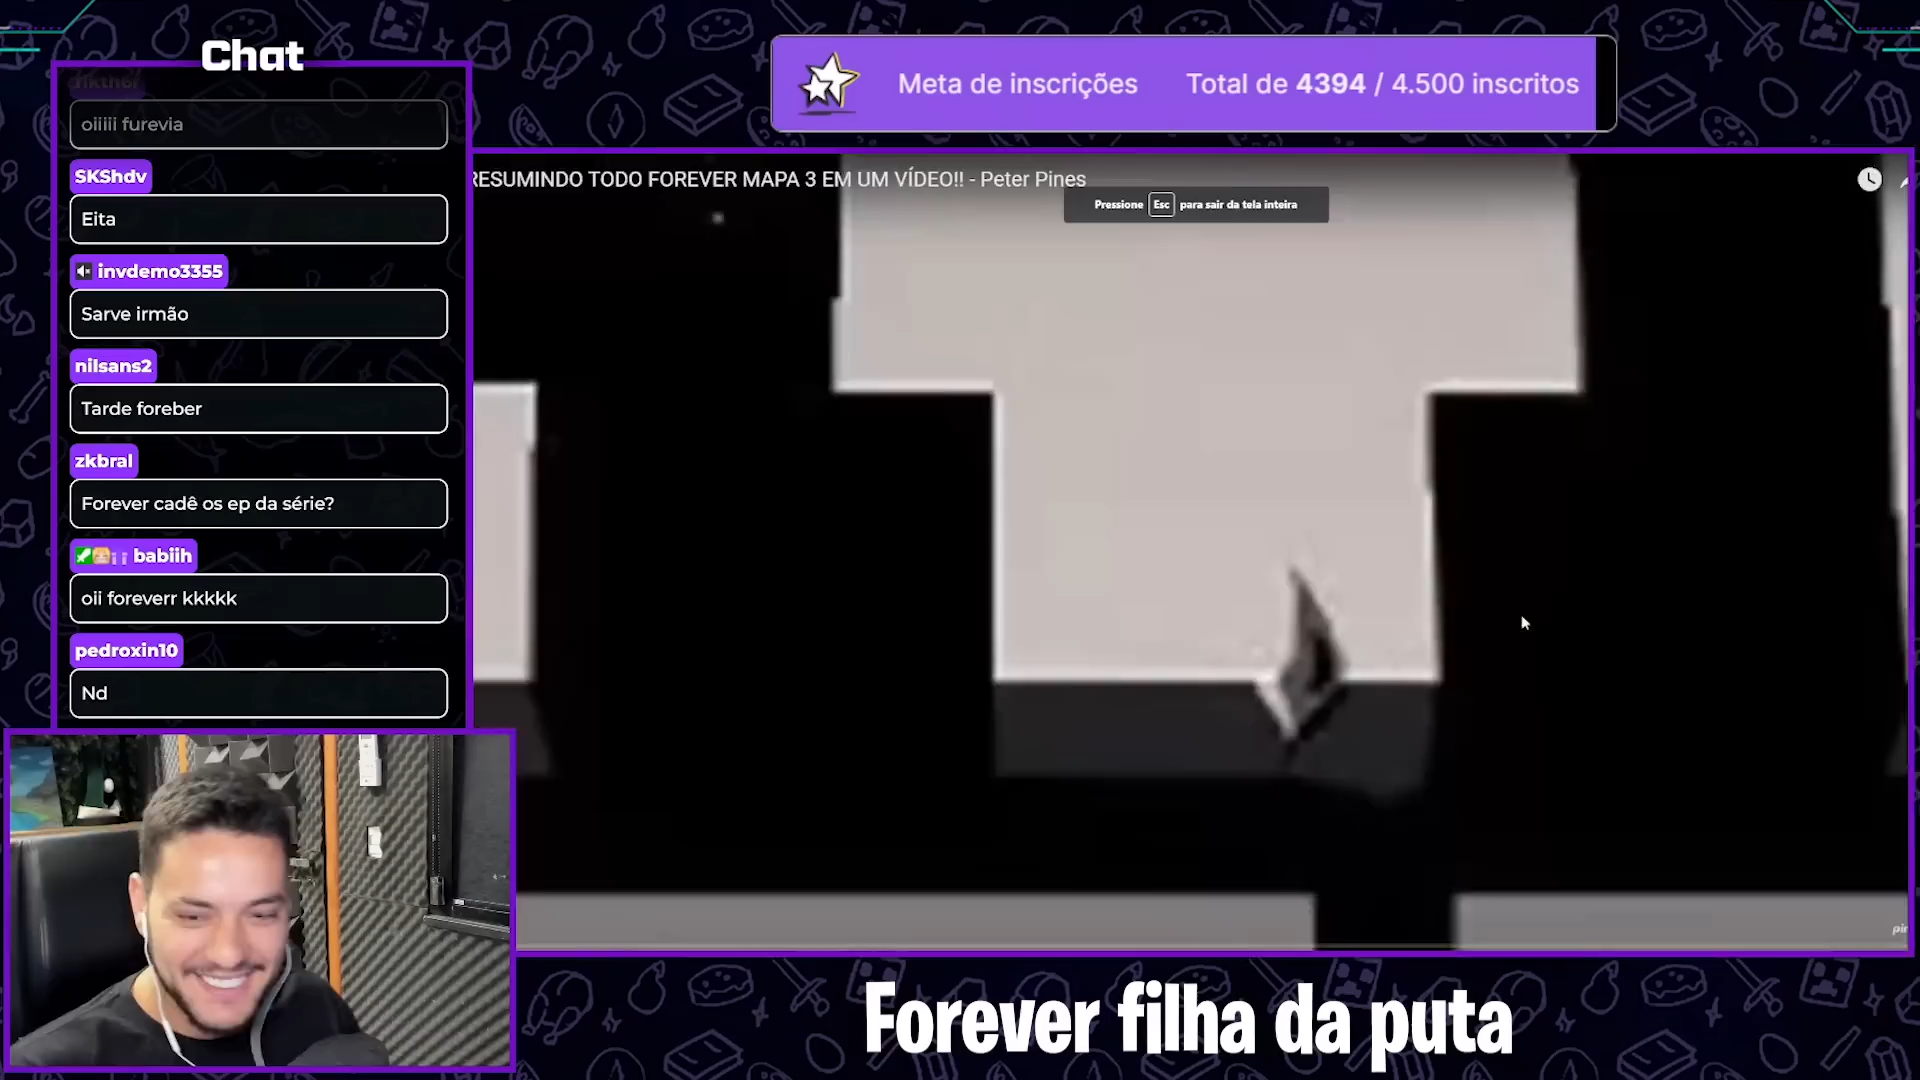 Chat
rikthor
oiiiii furevia
SKShdv
Eita
invdemo3355
Sarve irmão
nilsans2
Tarde foreber
zkbral
Forever cadê os ep da série?
babiih
oii foreverr kkkkk
pedroxin10
Nd
Meta de inscrições Total de 4394 / 4.500 inscritos
RESUMINDO TODO FOREVER MAPA 3 EM UM VÍDEO!! - Peter Pines
Pressione Esc para sair da tela inteira
Forever filha da puta